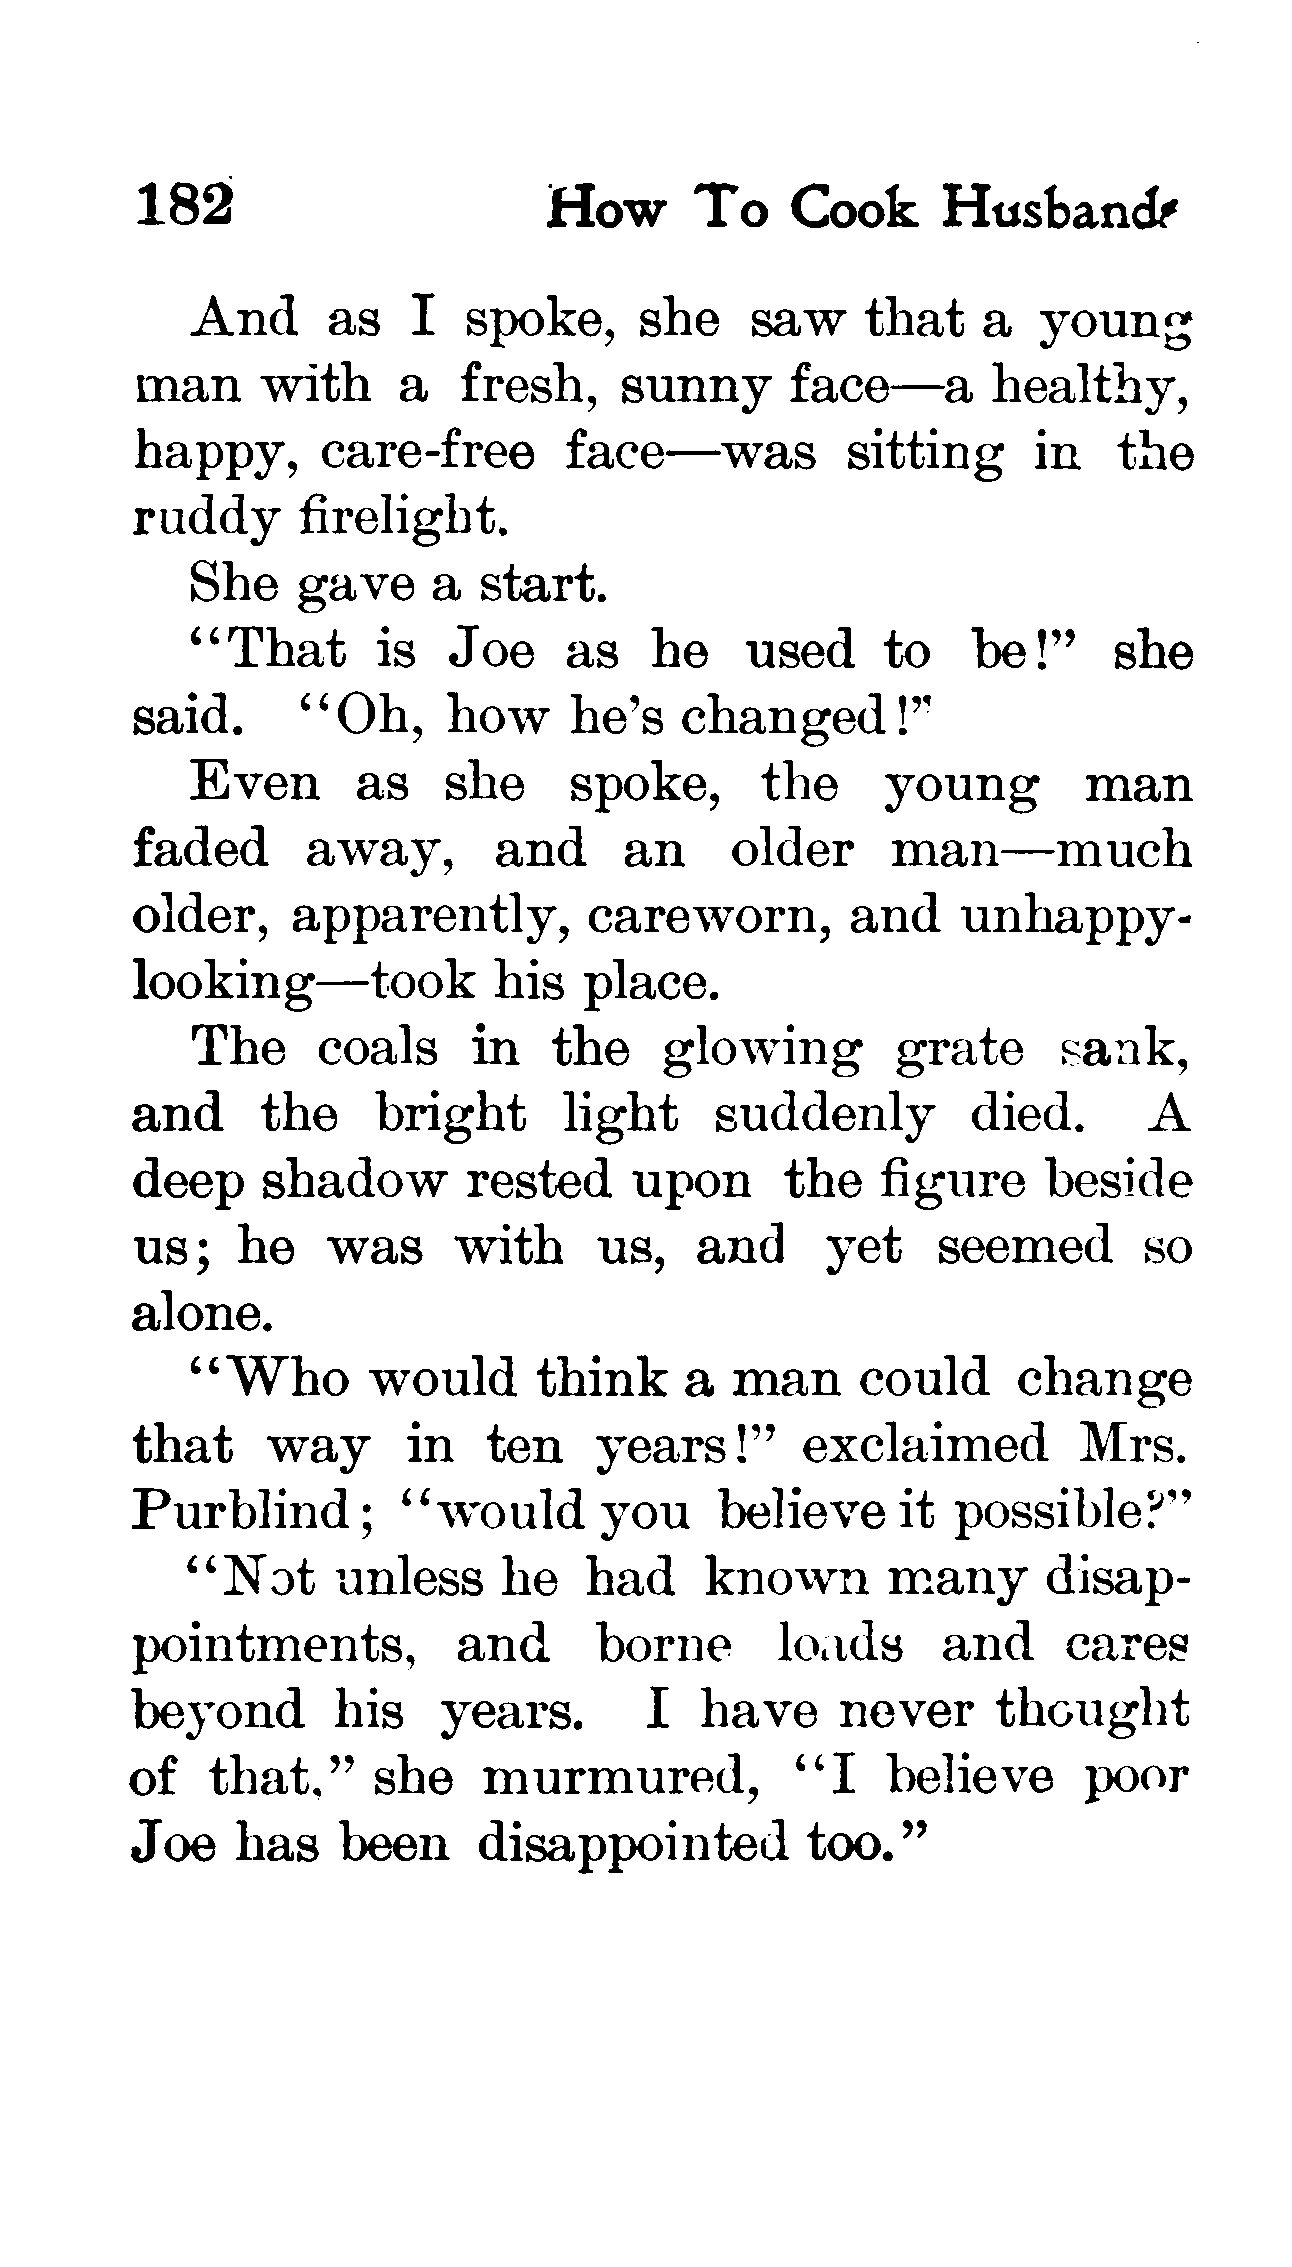 182 How To Cook Husbands
And as I spoke, she saw that a young
man with a fresh, sunny face—a healthy,
happy, care-free face—was sitting in the
ruddy firelight.
She gave a start.
“That is Joe as he used to be!” she
said. “Oh, how he’s changed!”
Even as she spoke, the young man
faded away, and an older man—much
older, apparently, careworn, and unhappy-
looking—took his place.
The coals in the glowing grate sank,
and the bright light suddenly died. A
deep shadow rested upon the figure beside
us; he was with us, and yet seemed so
alone.
“Who would think a man could change
that way in ten years!” exclaimed Mrs.
Purblind; “would you believe it possible?”
“Not unless he had known many disap-
pointments, and borne loads and cares
beyond his years. I have never thought
of that,” she murmured, “I believe poor
Joe has been disappointed too.”